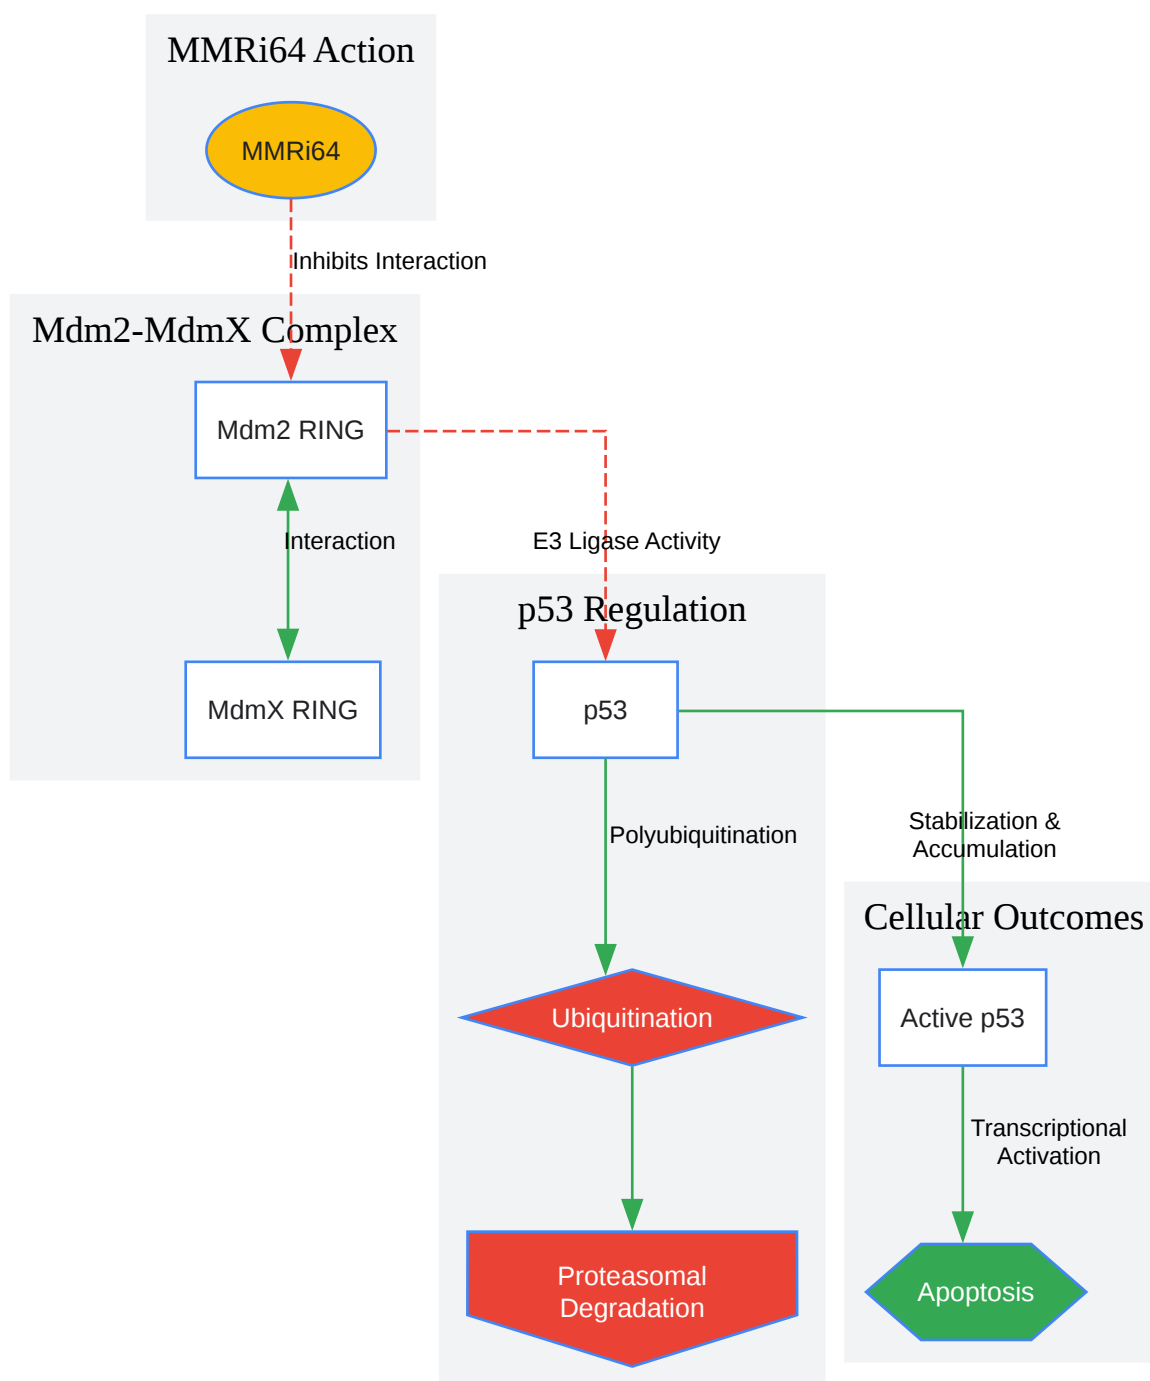 MMRi64 Action
MMRi64
Inhibits Interaction
Mdm2-MdmX Complex
Mdm2 RING
Interaction
MdmX RING
E3 Ligase Activity
p53 Regulation
p53
Polyubiquitination
Ubiquitination
Proteasomal
Degradation
Stabilization &
Accumulation
Cellular Outcomes
Active p53
Transcriptional
Activation
Apoptosis